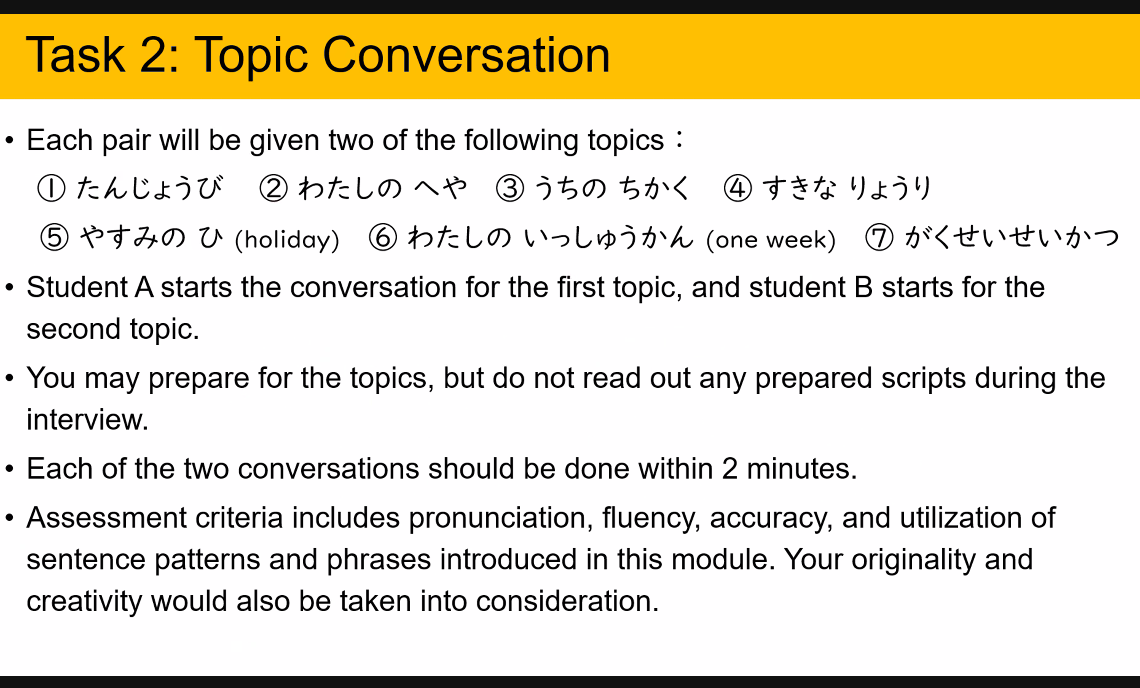 Task 2: Topic Conversation
• Each pair will be given two of the following topics：
① たんじょうび ② わたしの へや ③ うちの ちかく ④ すきな りょうり
⑤ やすみの ひ (holiday) ⑥ わたしの いっしゅうかん (one week) ⑦ がくせいせいかつ
• Student A starts the conversation for the first topic, and student B starts for the
second topic.
• You may prepare for the topics, but do not read out any prepared scripts during the
interview.
• Each of the two conversations should be done within 2 minutes.
• Assessment criteria includes pronunciation, fluency, accuracy, and utilization of
sentence patterns and phrases introduced in this module. Your originality and
creativity would also be taken into consideration.